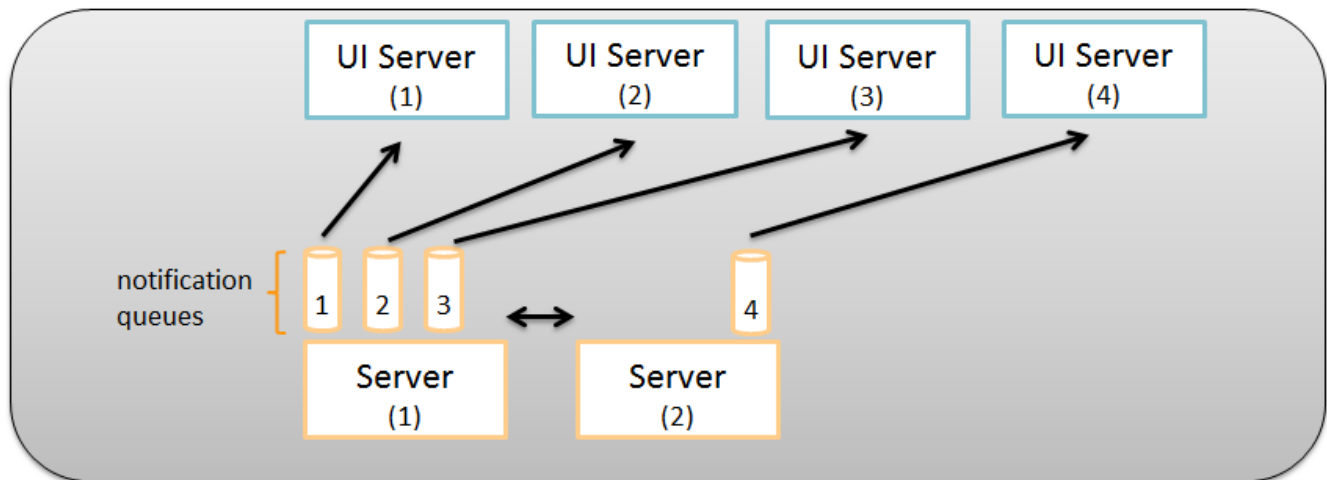 UI Server
(1)
UI Server
(2)
UI Server
(3)
UI Server
(4)
notification
queues
1
2
3
4
Server
(1)
Server
(2)